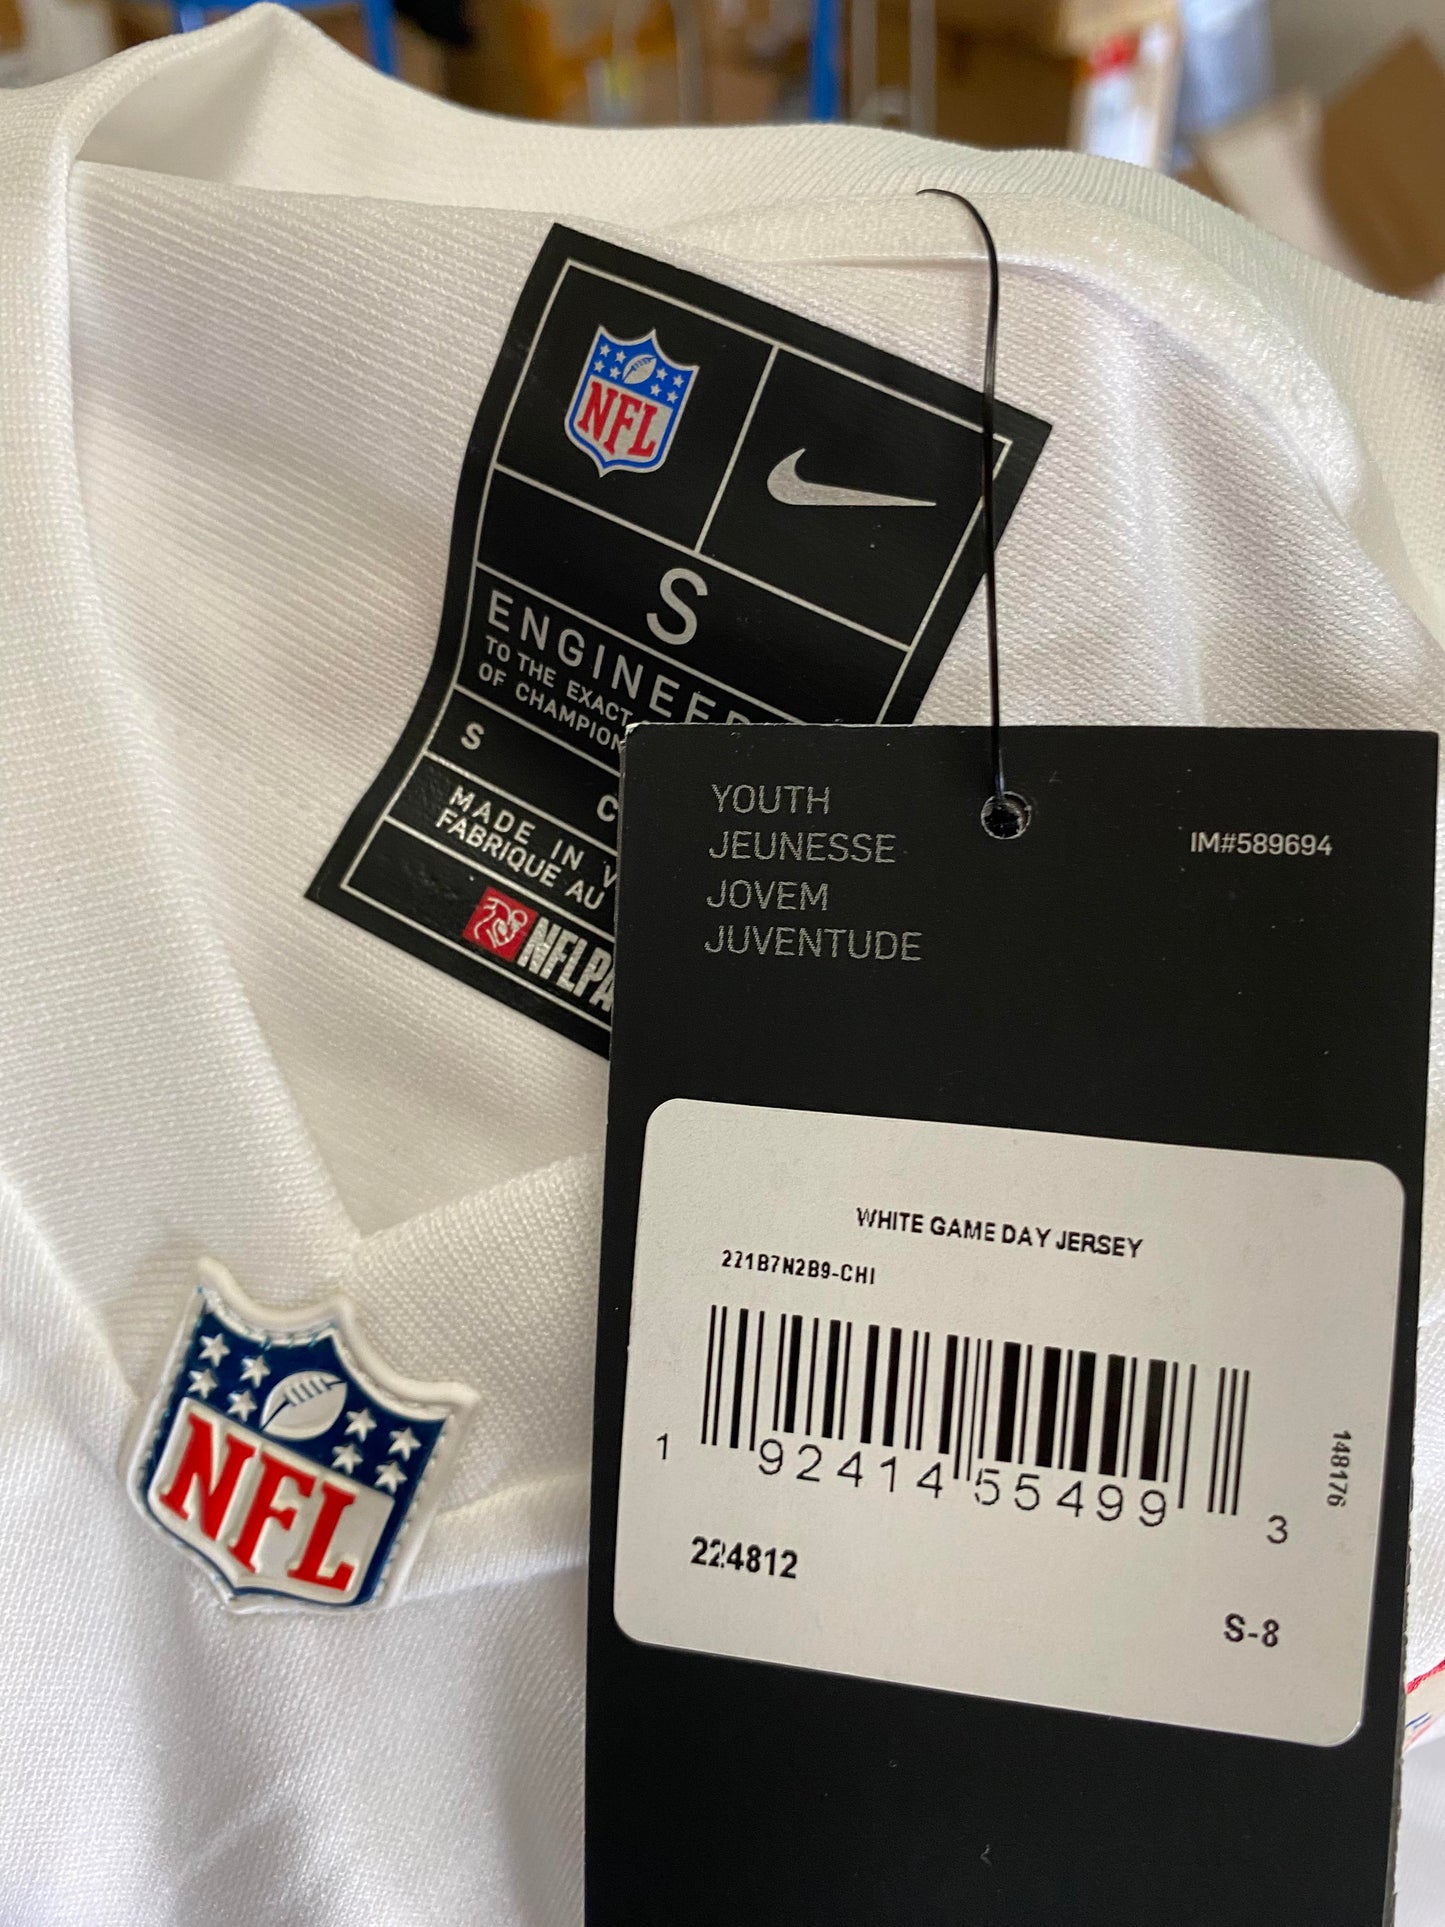 NFL
S
ENGINEERED
TO THE EXACT
OF CHAMPION
S C
MADE IN V
FABRIQUE AU
NFLPA
YOUTH
JEUNESSE
JOVEM
JUVENTUDE
IM#589694
WHITE GAME DAY JERSEY
221B7N2B9-CHI
1 92414 55499 3
148176
224812
S-8
NFL